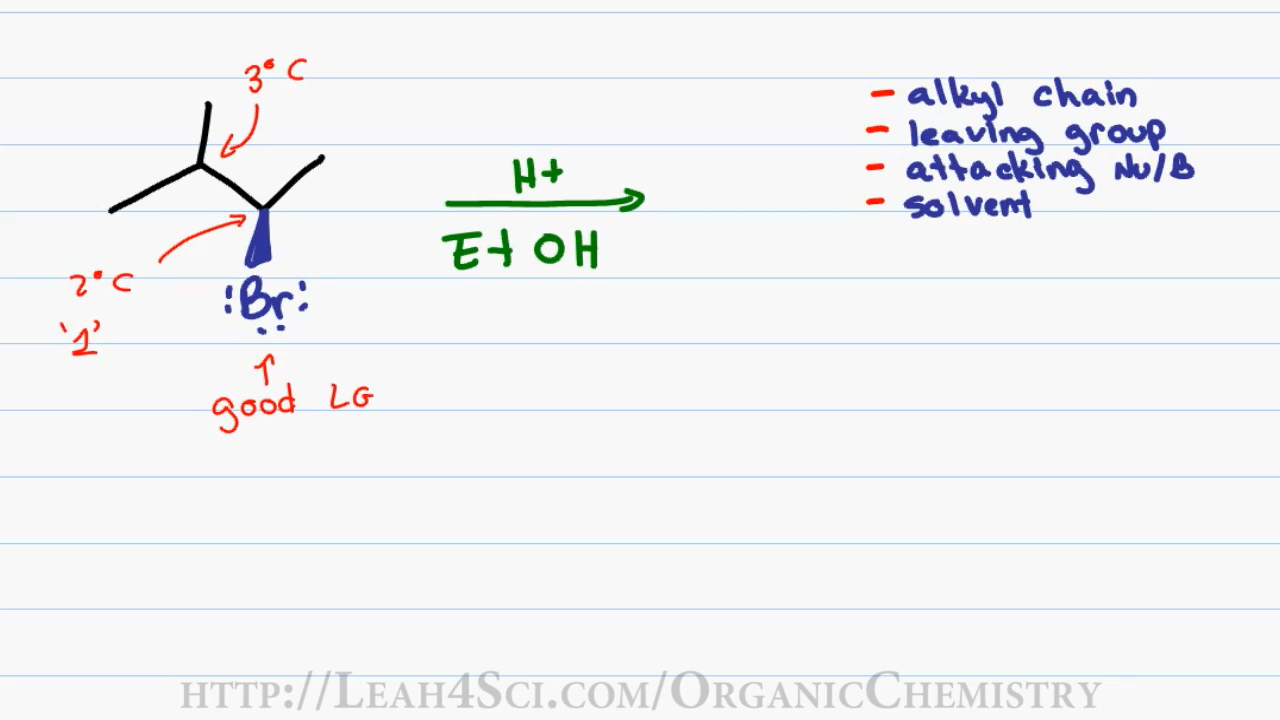 3° C
- alkyl chain
- leaving group
- attacking Nu/B
- solvent
H+
EtOH
2° C
'1'
:Br:
good LG
http://Leah4Sci.com/OrganicChemistry